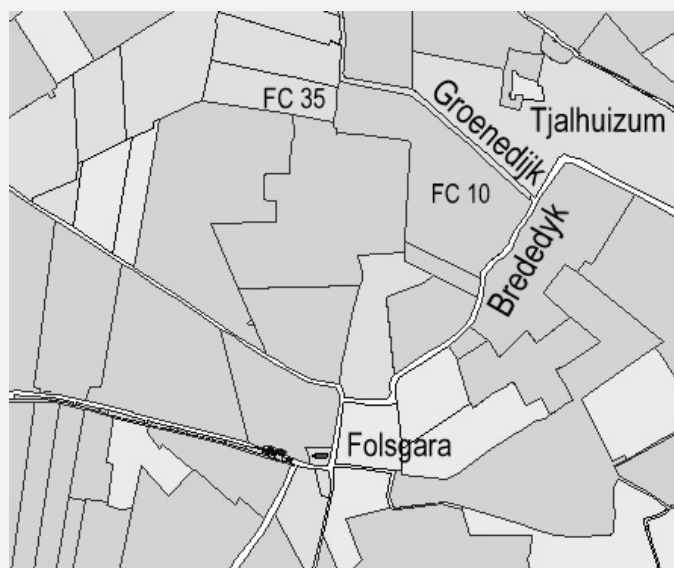 FC 35
Groenedijk
Tjalhuizum
FC 10
Brededyk
Folsgara